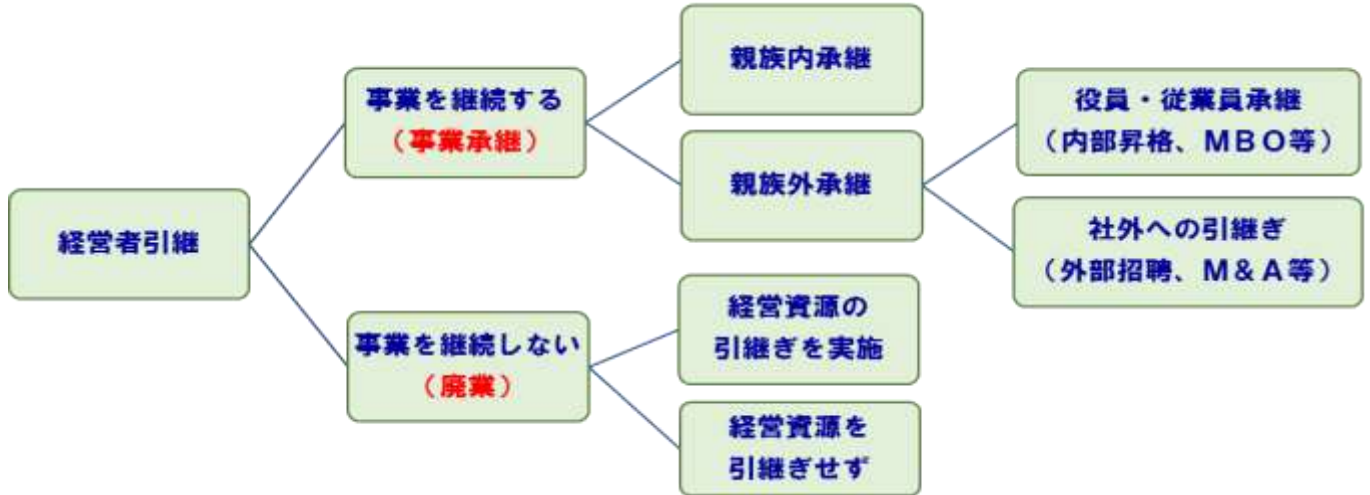 経営者引継
事業を継続する
（事業承継）
親族内承継
親族外承継
役員・従業員承継
（内部昇格、ＭＢＯ等）
社外への引継ぎ
（外部招聘、Ｍ＆Ａ等）
事業を継続しない
（廃業）
経営資源の
引継ぎを実施
経営資源を
引継ぎせず